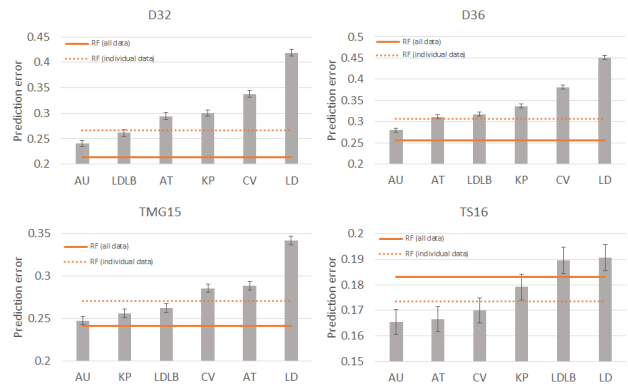 D32
Prediction error
0.45
0.4
0.35
0.3
0.25
0.2
RF (all data)
RF (individual data)
AU LDLB AT KP CV LD
D36
Prediction error
0.5
0.45
0.4
0.35
0.3
0.25
0.2
RF (all data)
RF (individual data)
AU AT LDLB KP CV LD
TMG15
Prediction error
0.35
0.3
0.25
0.2
RF (all data)
RF (individual data)
AU KP LDLB CV AT LD
TS16
Prediction error
0.2
0.19
0.18
0.17
0.16
0.15
RF (all data)
RF (individual data)
AU AT CV KP LDLB LD